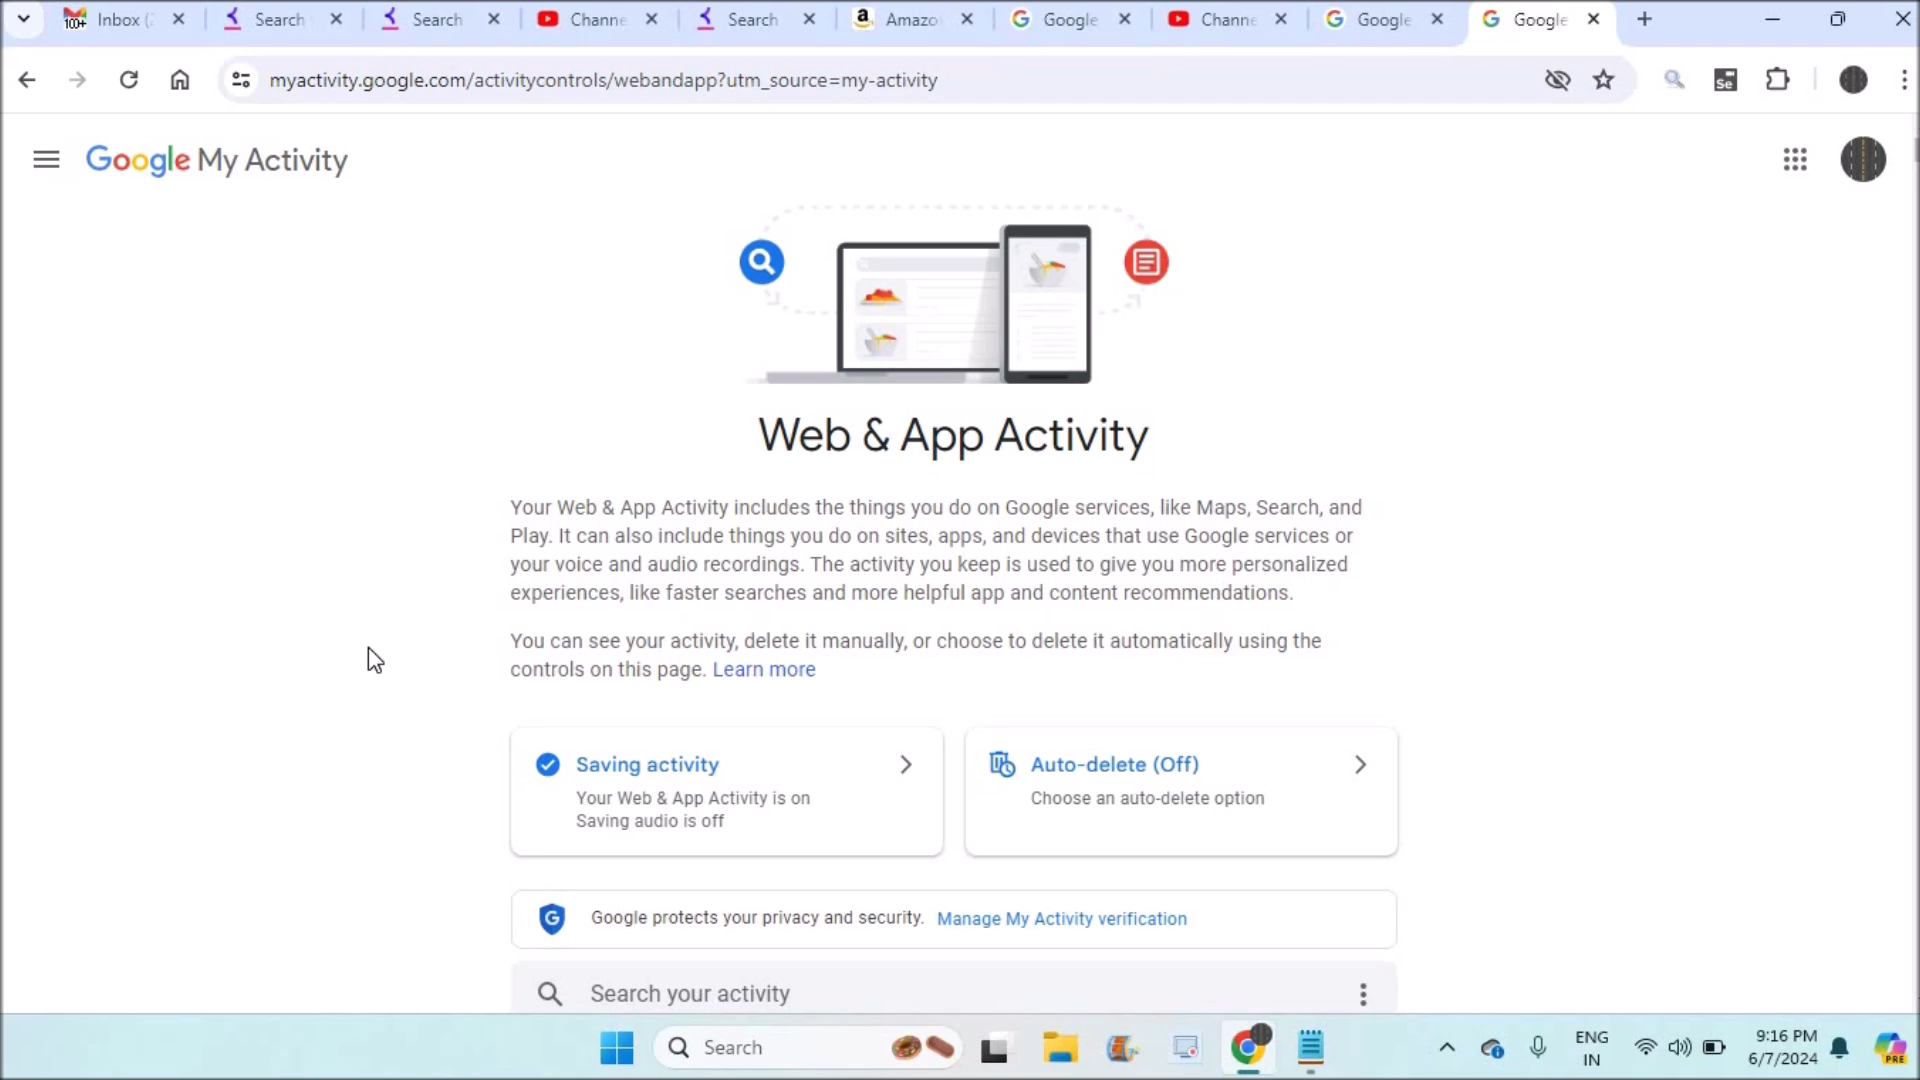 100+ Inbox (2
Search
Search
Channe
Search
a Amazo
Google
Channe
Google
Google
myactivity.google.com/activitycontrols/webandapp?utm_source=my-activity
Se
Google My Activity
Web & App Activity
Your Web & App Activity includes the things you do on Google services, like Maps, Search, and
Play. It can also include things you do on sites, apps, and devices that use Google services or
your voice and audio recordings. The activity you keep is used to give you more personalized
experiences, like faster searches and more helpful app and content recommendations.
You can see your activity, delete it manually, or choose to delete it automatically using the
controls on this page. Learn more
Saving activity
Your Web & App Activity is on
Saving audio is off
Auto-delete (Off)
Choose an auto-delete option
Google protects your privacy and security. Manage My Activity verification
Search your activity
Search
ENG
IN
9:16 PM
6/7/2024
PRE